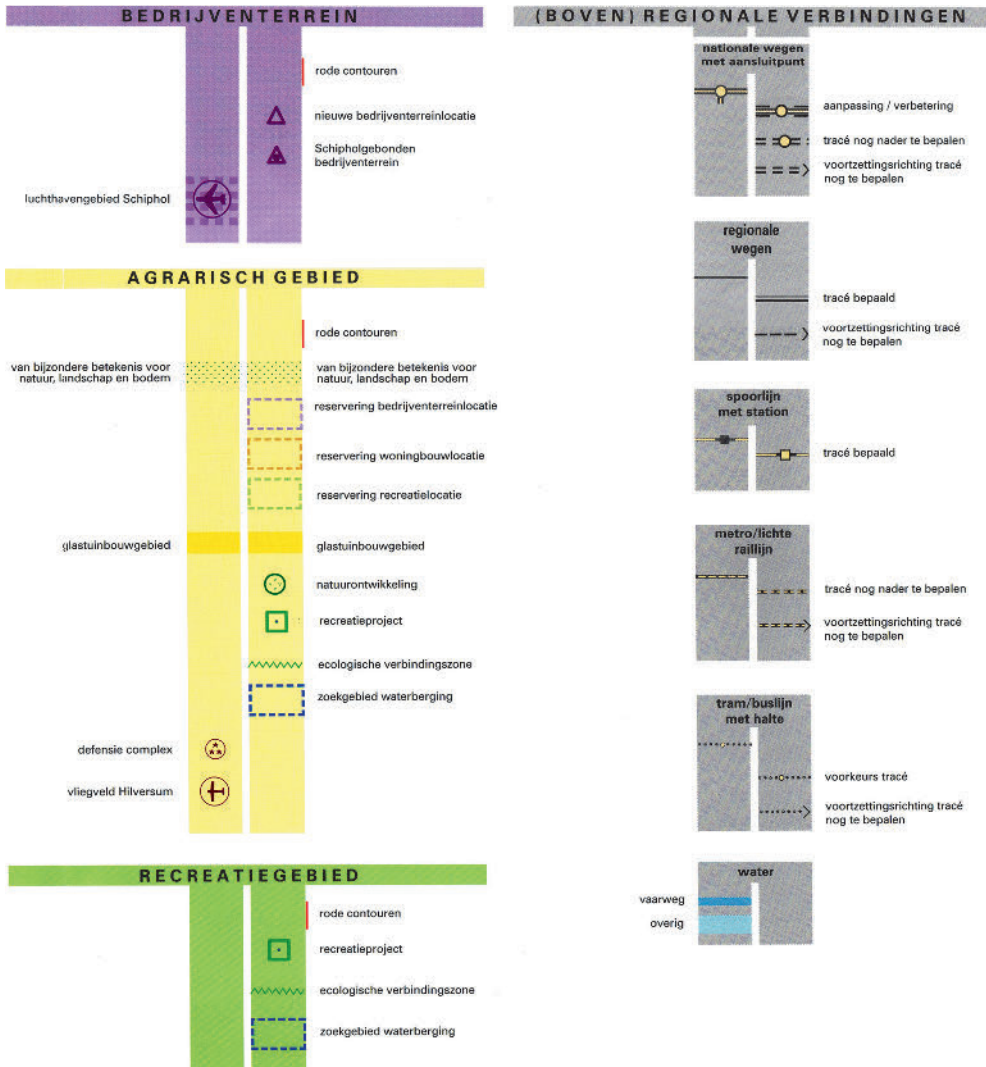 BEDRIJVENTERREIN
rode contouren
nieuwe bedrijventerreinlocatie
Schipholgebonden
bedrijventerrein
luchthavengebied Schiphol
AGRARISCH GEBIED
rode contouren
van bijzondere betekenis voor
natuur, landschap en bodem
van bijzondere betekenis voor
natuur, landschap en bodem
reservering bedrijventerreinlocatie
reservering woningbouwlocatie
reservering recreatielocatie
glastuinbouwgebied
glastuinbouwgebied
natuurontwikkeling
recreatieproject
ecologische verbindingszone
zoekgebied waterberging
defensie complex
vliegveld Hilversum
RECREATIEGEBIED
rode contouren
recreatieproject
ecologische verbindingszone
zoekgebied waterberging
(BOVEN) REGIONALE VERBINDINGEN
nationale wegen
met aansluitpunt
aanpassing / verbetering
tracé nog nader te bepalen
voortzettingsrichting tracé
nog te bepalen
regionale
wegen
tracé bepaald
voortzettingsrichting tracé
nog te bepalen
spoorlijn
met station
tracé bepaald
metro/lichte
raillijn
tracé nog nader te bepalen
voortzettingsrichting tracé
nog te bepalen
tram/buslijn
met halte
voorkeurs tracé
voortzettingsrichting tracé
nog te bepalen
water
vaarweg
overig